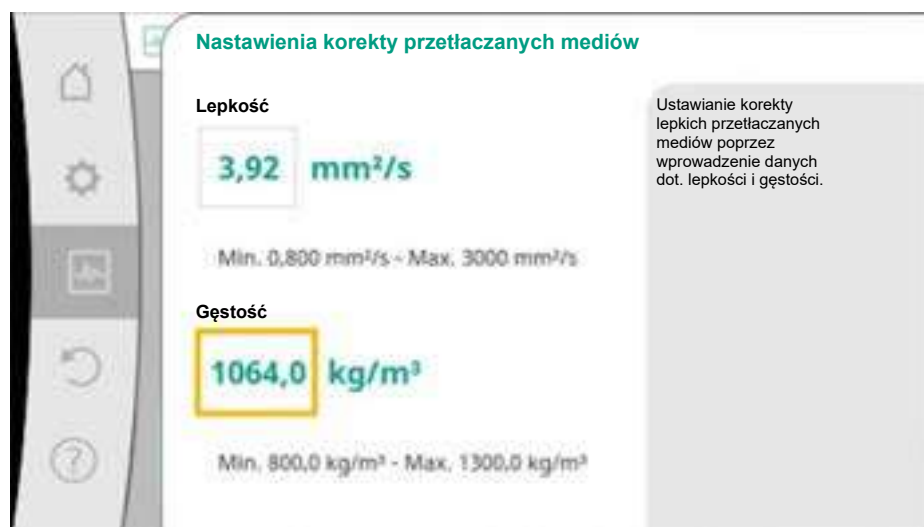 Nastawienia korekty przetłaczanych mediów
Lepkość
3,92 mm²/s
Min. 0,800 mm²/s - Max. 3000 mm²/s
Gęstość
1064,0 kg/m³
Min. 800,0 kg/m³ - Max. 1300,0 kg/m³
Ustawianie korekty
lepkich przetłaczanych
mediów poprzez
wprowadzenie danych
dot. lepkości i gęstości.